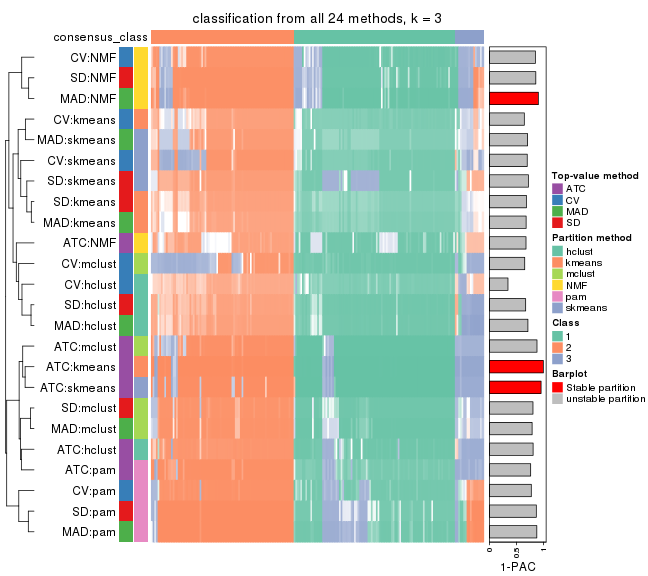 classification from all 24 methods, k = 3
consensus_class
CV:NMF
SD:NMF
MAD:NMF
CV:kmeans
MAD:skmeans
CV:skmeans
SD:skmeans
SD:kmeans
MAD:kmeans
ATC:NMF
CV:mclust
CV:hclust
SD:hclust
MAD:hclust
ATC:mclust
ATC:kmeans
ATC:skmeans
SD:mclust
MAD:mclust
ATC:hclust
ATC:pam
CV:pam
SD:pam
MAD:pam
0
0.5
1
1-PAC
Top-value method
ATC
CV
MAD
SD
Partition method
hclust
kmeans
mclust
NMF
pam
skmeans
Class
1
2
3
Barplot
Stable partition
unstable partition